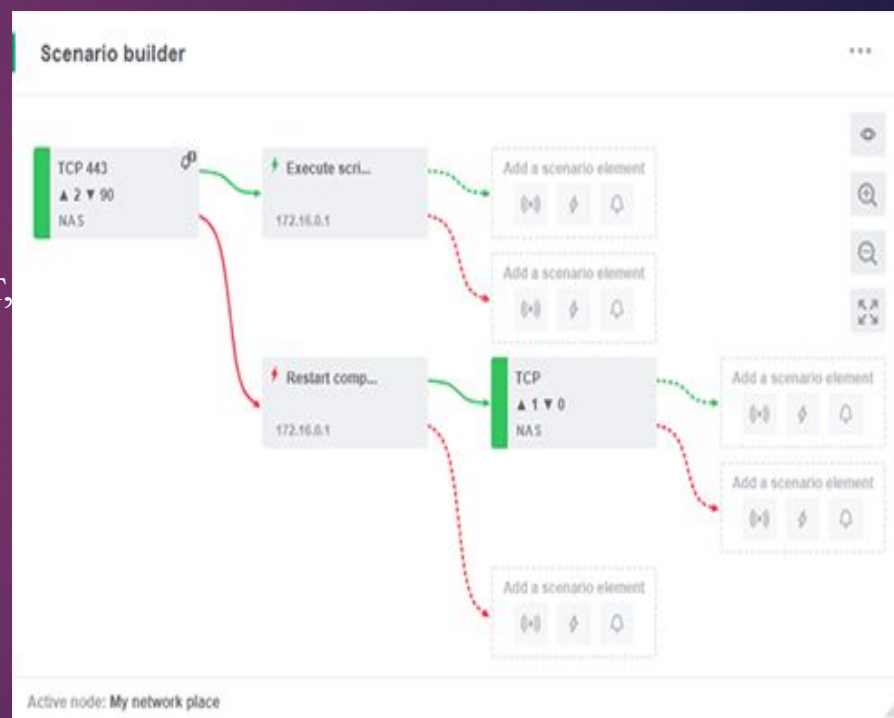 Scenario builder
TCP 443
▲ 2 ▼ 90
NAS
Execute scri...
172.16.0.1
Add a scenario element
Add a scenario element
Restart comp...
172.16.0.1
TCP
▲ 1 ▼ 0
NAS
Add a scenario element
Add a scenario element
Add a scenario element
Active node: My network place